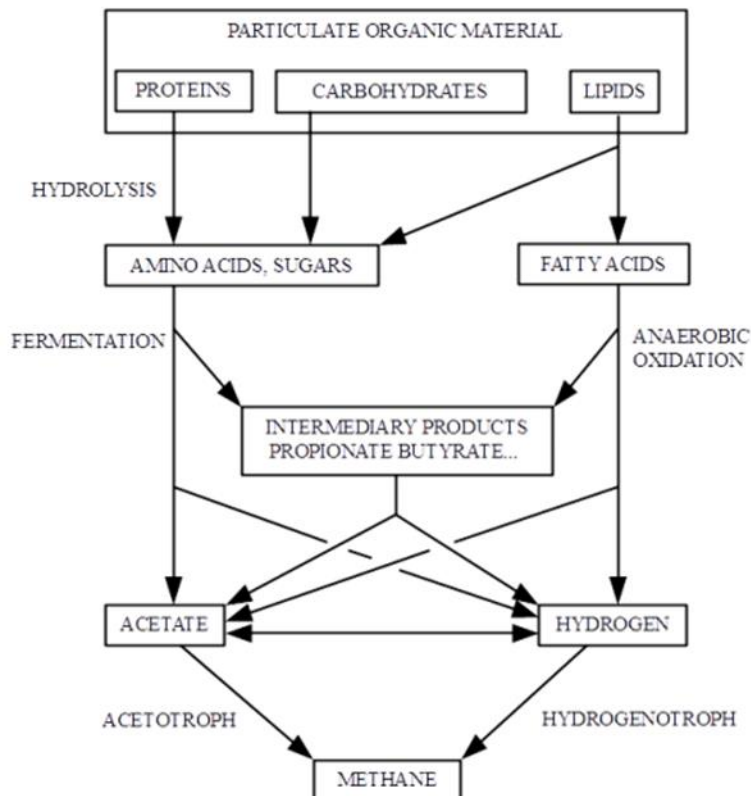 PARTICULATE ORGANIC MATERIAL
PROTEINS
CARBOHYDRATES
LIPIDS
HYDROLYSIS
AMINO ACIDS, SUGARS
FATTY ACIDS
FERMENTATION
ANAEROBIC
OXIDATION
INTERMEDIARY PRODUCTS
PROPIONATE BUTYRATE...
ACETATE
HYDROGEN
ACETOTROPH
HYDROGENOTROPH
METHANE